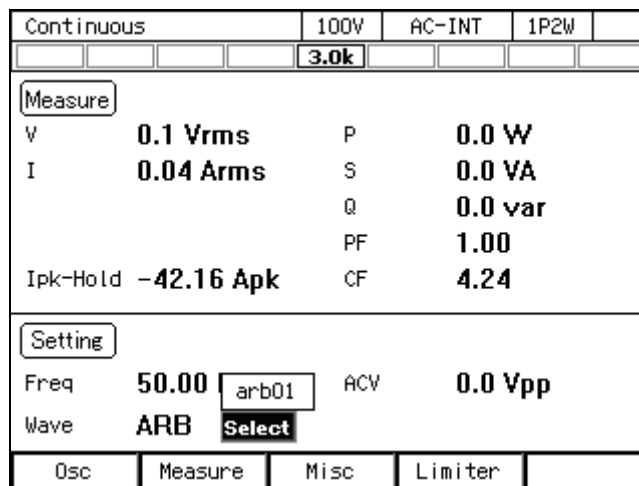 Continuous 100V AC-INT 1P2W
3.0k
Measure
V 0.1 Vrms P 0.0 W
I 0.04 Arms S 0.0 VA
Q 0.0 var
PF 1.00
Ipk-Hold -42.16 Apk CF 4.24
Setting
Freq 50.00 arb01 ACV 0.0 Vpp
Wave ARB Select
Osc Measure Misc Limiter